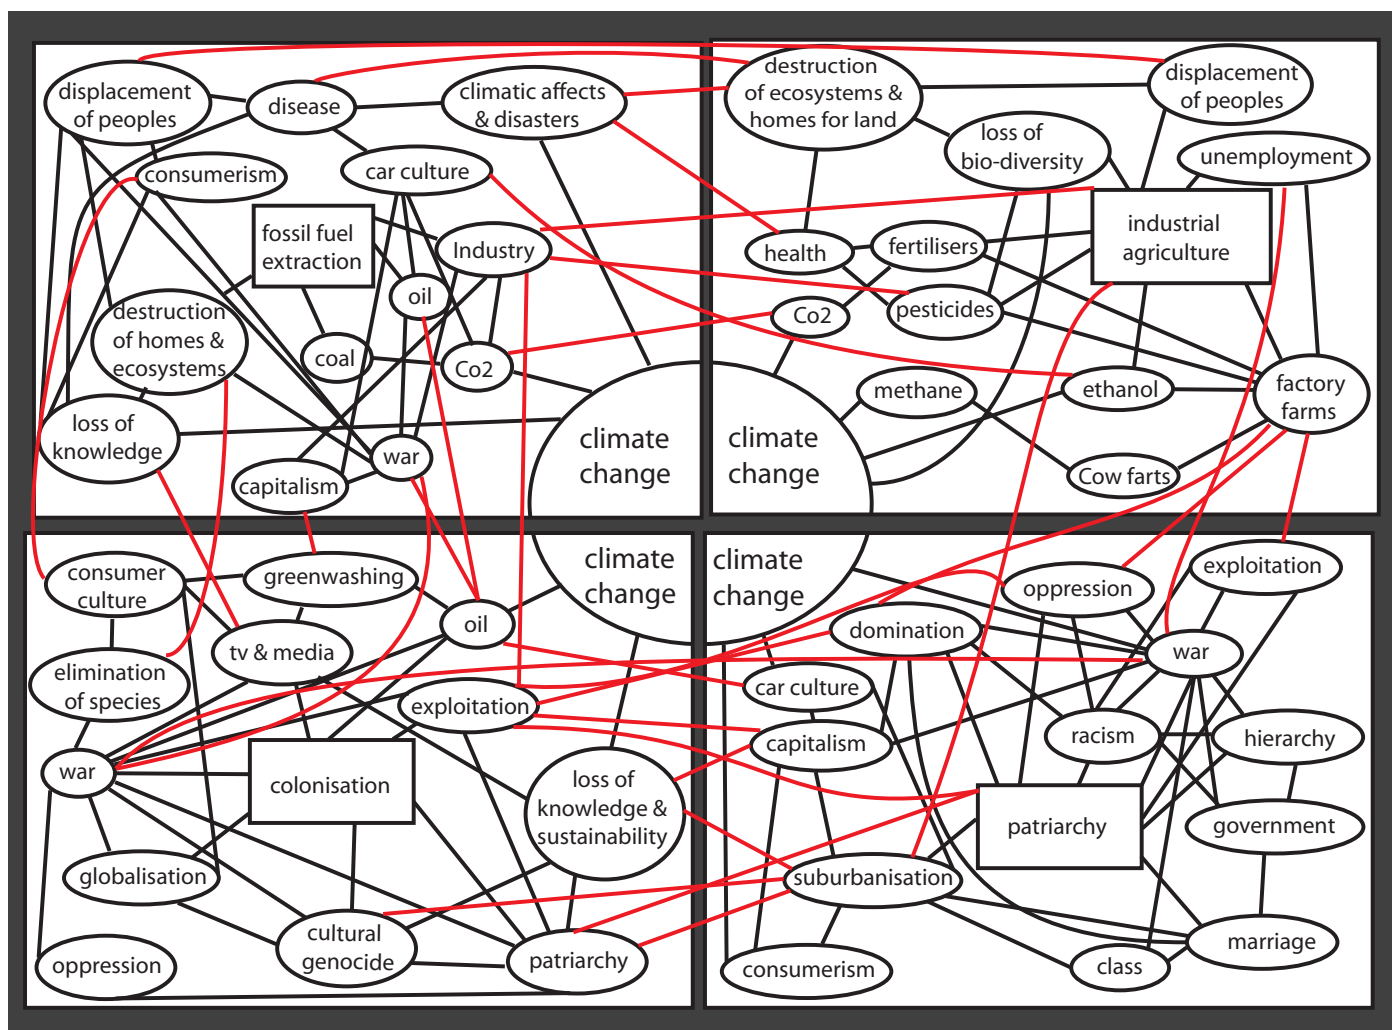 displacement
of peoples
disease
climatic affects
& disasters
consumerism
car culture
fossil fuel
extraction
Industry
oil
destruction
of homes &
ecosystems
coal
Co2
loss of
knowledge
war
capitalism
climate
change
destruction
of ecosystems &
homes for land
displacement
of peoples
loss of
bio-diversity
unemployment
health
fertilisers
industrial
agriculture
Co2
pesticides
methane
ethanol
factory
farms
climate
change
Cow farts
consumer
culture
greenwashing
climate
change
oil
tv & media
elimination
of species
exploitation
war
colonisation
loss of
knowledge &
sustainability
globalisation
cultural
genocide
oppression
patriarchy
climate
change
oppression
exploitation
domination
war
car culture
capitalism
racism
hierarchy
patriarchy
government
suburbanisation
marriage
consumerism
class